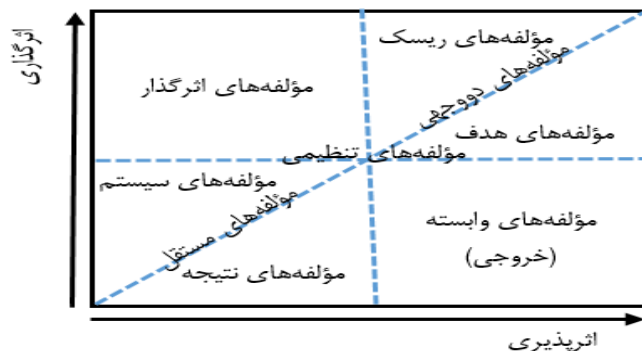 اثرگذاری
مؤلفه‌های ریسک
مؤلفه‌های دووجهی
مؤلفه‌های اثرگذار
مؤلفه‌های هدف
مؤلفه‌های تنظیمی
مؤلفه‌های سیستم
مؤلفه‌های مستقل
مؤلفه‌های وابسته
(خروجی)
مؤلفه‌های نتیجه
اثرپذیری